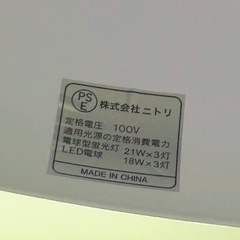 PS
E
株式会社ニトリ
定格電圧 100V
適用光源の定格消費電力
電球型蛍光灯 21W×3灯
LED電球 18W×3灯
MADE IN CHINA